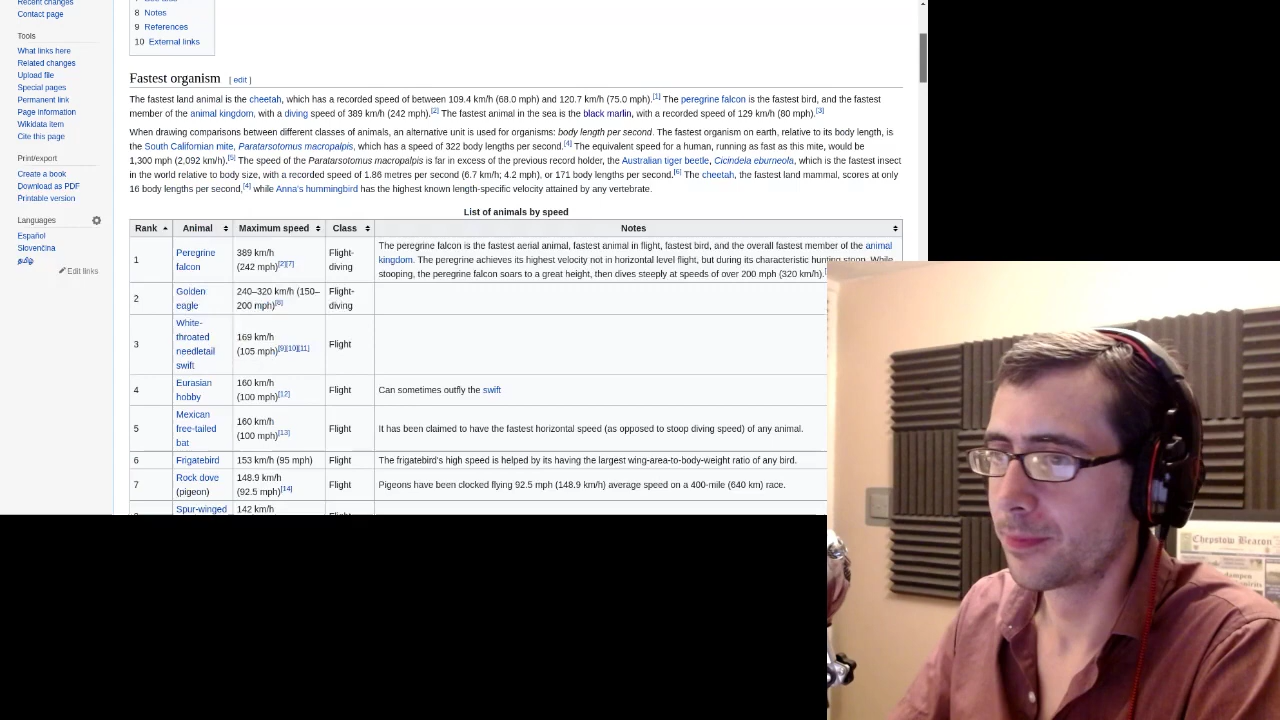 Recent changes
Contact page
Tools
What links here
Related changes
Upload file
Special pages
Permanent link
Page information
Wikidata item
Cite this page
Print/export
Create a book
Download as PDF
Printable version
Languages
Español
Slovenčina
தமிழ்
Edit links
8 Notes
9 References
10 External links
Fastest organism [ edit ]
The fastest land animal is the cheetah, which has a recorded speed of between 109.4 km/h (68.0 mph) and 120.7 km/h (75.0 mph).[1] The peregrine falcon is the fastest bird, and the fastest
member of the animal kingdom, with a diving speed of 389 km/h (242 mph).[2] The fastest animal in the sea is the black marlin, with a recorded speed of 129 km/h (80 mph).[3]
When drawing comparisons between different classes of animals, an alternative unit is used for organisms: body length per second. The fastest organism on earth, relative to its body length, is
the South Californian mite, Paratarsotomus macropalpis, which has a speed of 322 body lengths per second.[4] The equivalent speed for a human, running as fast as this mite, would be
1,300 mph (2,092 km/h).[5] The speed of the Paratarsotomus macropalpis is far in excess of the previous record holder, the Australian tiger beetle, Cicindela eburneola, which is the fastest insect
in the world relative to body size, with a recorded speed of 1.86 metres per second (6.7 km/h; 4.2 mph), or 171 body lengths per second.[6] The cheetah, the fastest land mammal, scores at only
16 body lengths per second,[4] while Anna's hummingbird has the highest known length-specific velocity attained by any vertebrate.
List of animals by speed
Rank Animal Maximum speed Class Notes
1 Peregrine falcon 389 km/h (242 mph)[2][7] Flight-diving
The peregrine falcon is the fastest aerial animal, fastest animal in flight, fastest bird, and the overall fastest member of the animal
kingdom. The peregrine achieves its highest velocity not in horizontal level flight, but during its characteristic hunting stoop. While
stooping, the peregrine falcon soars to a great height, then dives steeply at speeds of over 200 mph (320 km/h).
2 Golden eagle 240–320 km/h (150–200 mph)[8] Flight-diving
3 White-throated needletail swift 169 km/h (105 mph)[9][10][11] Flight
4 Eurasian hobby 160 km/h (100 mph)[12] Flight Can sometimes outfly the swift
5 Mexican free-tailed bat 160 km/h (100 mph)[13] Flight It has been claimed to have the fastest horizontal speed (as opposed to stoop diving speed) of any animal.
6 Frigatebird 153 km/h (95 mph) Flight The frigatebird's high speed is helped by its having the largest wing-area-to-body-weight ratio of any bird.
7 Rock dove (pigeon) 148.9 km/h (92.5 mph)[14] Flight Pigeons have been clocked flying 92.5 mph (148.9 km/h) average speed on a 400-mile (640 km) race.
Spur-winged 142 km/h
Chepstow Beacon